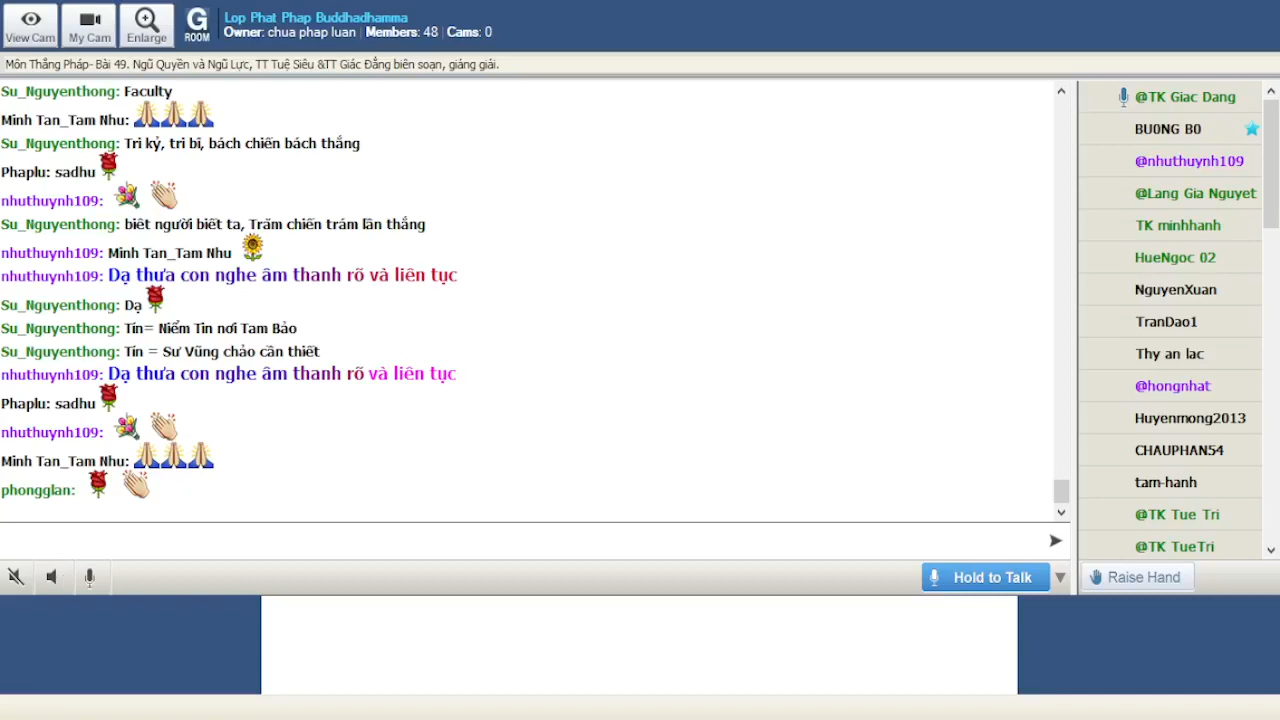 View Cam
My Cam
Enlarge
G
ROOM
Lop Phat Phap Buddhadhamma
Owner: chua phap luan | Members: 48 | Cams: 0
Môn Thắng Pháp- Bài 49. Ngũ Quyền và Ngũ Lực, TT Tuệ Siêu &TT Giác Đẳng biên soạn, giảng giải.
Su_Nguyenthong: Faculty
Minh Tan_Tam Nhu:
Su_Nguyenthong: Tri kỷ, tri bỉ, bách chiến bách thắng
Phaplu: sadhu
nhuthuynh109:
Su_Nguyenthong: biêt người biết ta, Trăm chiến trám lần thắng
nhuthuynh109: Minh Tan_Tam Nhu
nhuthuynh109: Dạ thưa con nghe âm thanh rõ và liên tục
Su_Nguyenthong: Dạ
Su_Nguyenthong: Tín= Niểm Tin nơi Tam Bảo
Su_Nguyenthong: Tín = Sư Vũng chảo cần thiết
nhuthuynh109: Dạ thưa con nghe âm thanh rõ và liên tục
Phaplu: sadhu
nhuthuynh109:
Minh Tan_Tam Nhu:
phongglan:
@TK Giac Dang
BU0NG B0
@nhuthuynh109
@Lang Gia Nguyet
TK minhhanh
HueNgoc 02
NguyenXuan
TranDao1
Thy an lac
@hongnhat
Huyenmong2013
CHAUPHAN54
tam-hanh
@TK Tue Tri
@TK TueTri
Hold to Talk
Raise Hand